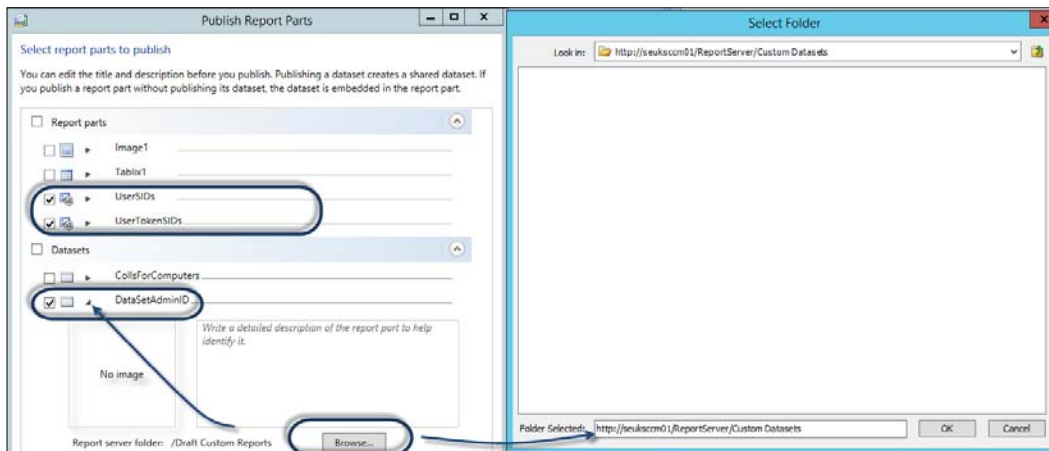 Publish Report Parts
Select report parts to publish
You can edit the title and description before you publish. Publishing a dataset creates a shared dataset. If
you publish a report part without publishing its dataset, the dataset is embedded in the report part.
Report parts
Image1
Tablix1
UserSIDs
UserTokenSIDs
Datasets
CollsForComputers
DataSetAdminID
Write a detailed description of the report part to help
identify it.
No image
Report server folder: /Draft Custom Reports
Browse...
Select Folder
Look in: http://seuksccm01/ReportServer/Custom Datasets
Folder Selected: http://seuksccm01/ReportServer/Custom Datasets
OK
Cancel